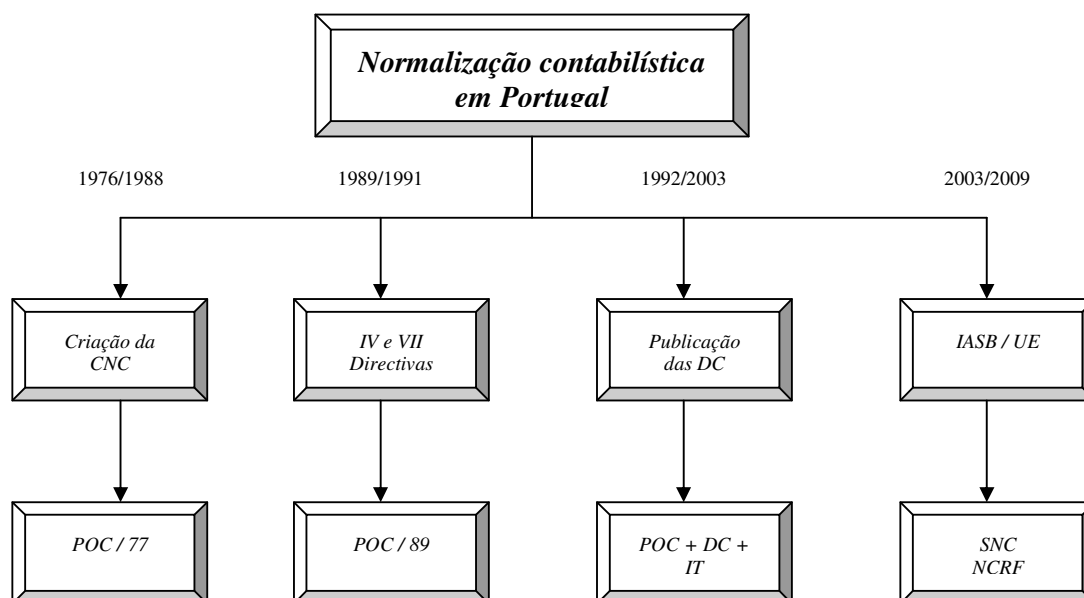 Normalização contabilística
em Portugal
1976/1988
1989/1991
1992/2003
2003/2009
Criação da
CNC
IV e VII
Directivas
Publicação
das DC
IASB / UE
POC / 77
POC / 89
POC + DC +
IT
SNC
NCRF